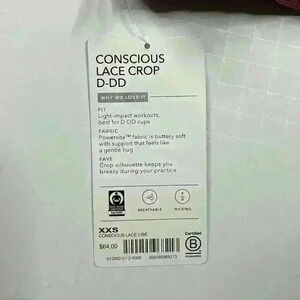 CONSCIOUS
LACE CROP
D-DD
WHY WE LOVE IT
FIT
Light-impact workouts,
best for D-DD cups
FABRIC
Powervita™ fabric is buttery soft
with support that feels like
a gentle hug
FAVE
Crop silhouette keeps you
breezy during your practice
BREATHABLE
WICKING
XXS
CONSCIOUS LACE VIBE
$64.00
Certified
B
Corporation